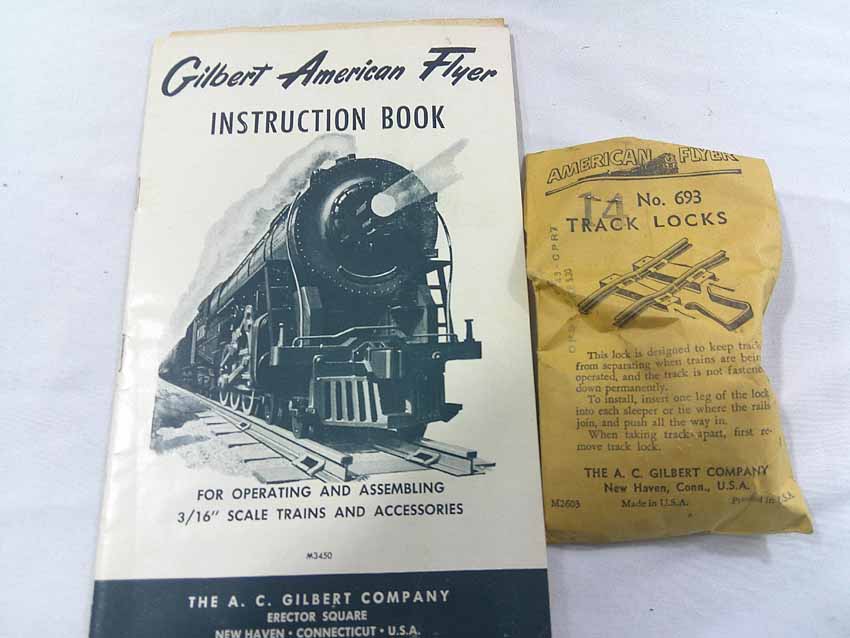 Gilbert American Flyer
INSTRUCTION BOOK
FOR OPERATING AND ASSEMBLING
3/16" SCALE TRAINS AND ACCESSORIES
M3450
THE A. C. GILBERT COMPANY
ERECTOR SQUARE
NEW HAVEN • CONNECTICUT • U.S.A.
AMERICAN FLYER
14 No. 693
TRACK LOCKS
This lock is designed to keep trac
from separating when trains are bein
operated, and the track is not fastene
down permanently.
To install, insert one leg of the lock
into each sleeper or tie where the rails
join, and push all the way in.
When taking track apart, first re-
move track lock.
THE A. C. GILBERT COMPANY
New Haven, Conn., U.S.A.
M2603 Made in U.S.A. Printed in U.S.A.